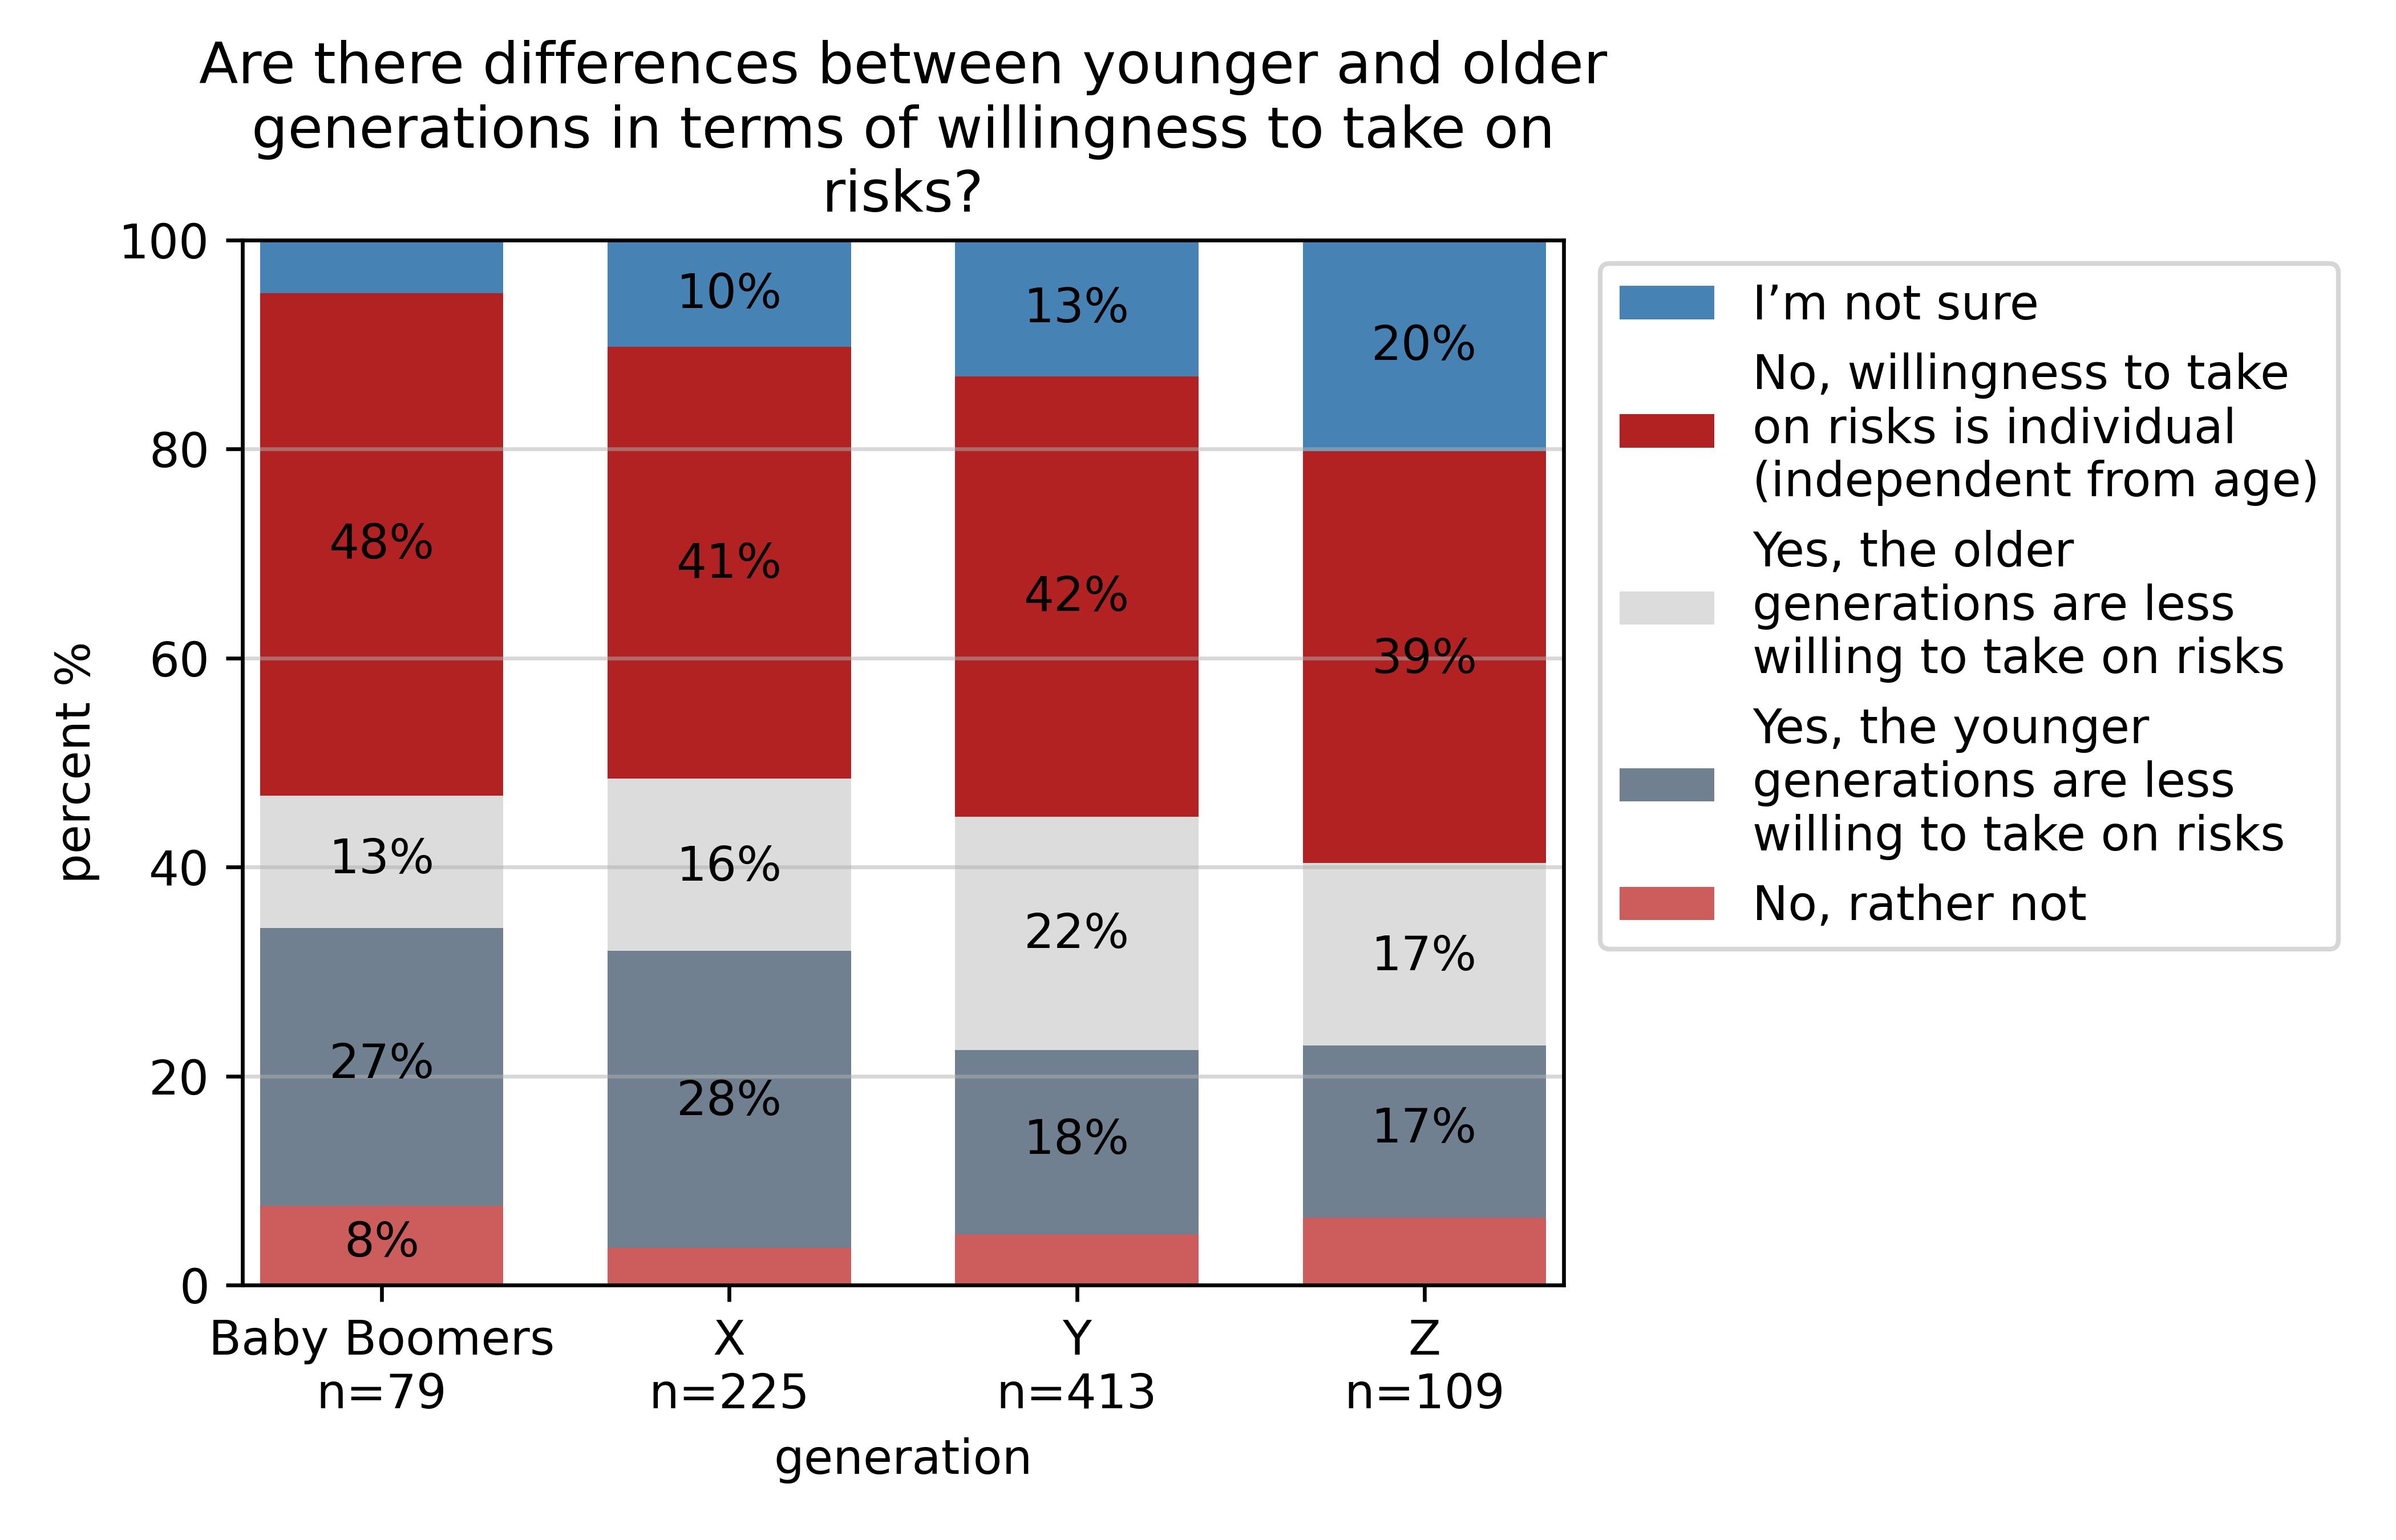 Are there differences between younger and older
generations in terms of willingness to take on
risks?
100
80
60
40
20
0
percent %
10%
13%
20%
48%
41%
42%
39%
13%
16%
22%
17%
27%
28%
18%
17%
8%
Baby Boomers
n=79
X
n=225
Y
n=413
Z
n=109
generation
I’m not sure
No, willingness to take
on risks is individual
(independent from age)
Yes, the older
generations are less
willing to take on risks
Yes, the younger
generations are less
willing to take on risks
No, rather not